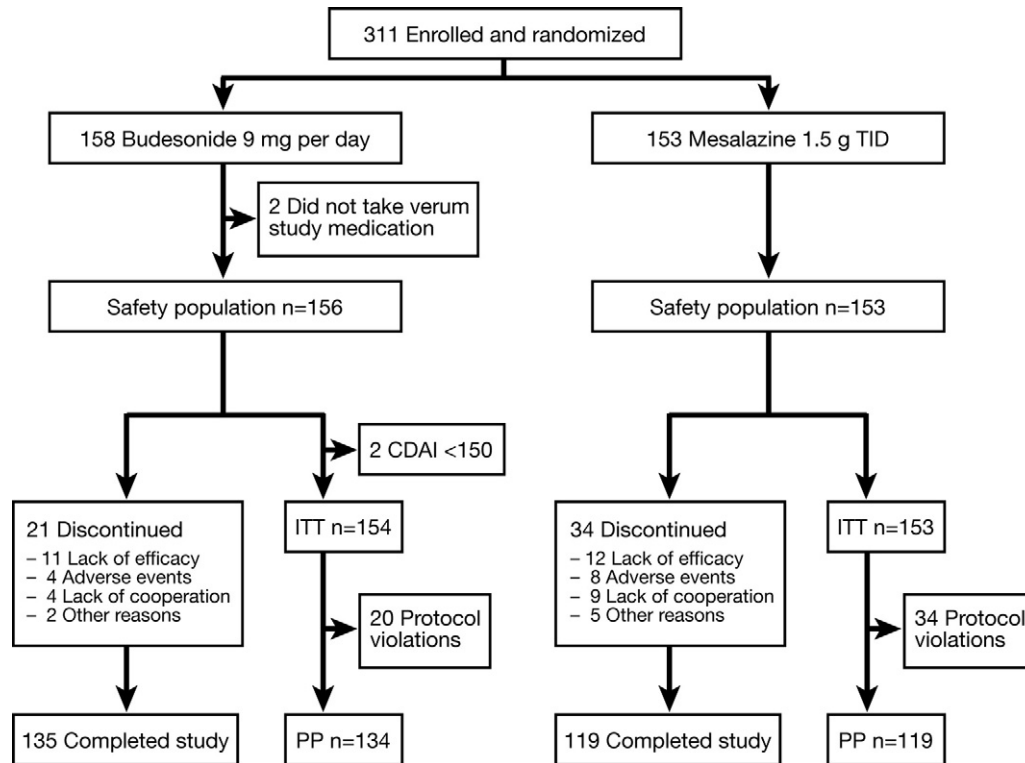 311 Enrolled and randomized
158 Budesonide 9 mg per day
153 Mesalazine 1.5 g TID
2 Did not take verum
study medication
Safety population n=156
Safety population n=153
2 CDAI <150
21 Discontinued
– 11 Lack of efficacy
– 4 Adverse events
– 4 Lack of cooperation
– 2 Other reasons
ITT n=154
34 Discontinued
– 12 Lack of efficacy
– 8 Adverse events
– 9 Lack of cooperation
– 5 Other reasons
ITT n=153
20 Protocol
violations
34 Protocol
violations
135 Completed study
PP n=134
119 Completed study
PP n=119